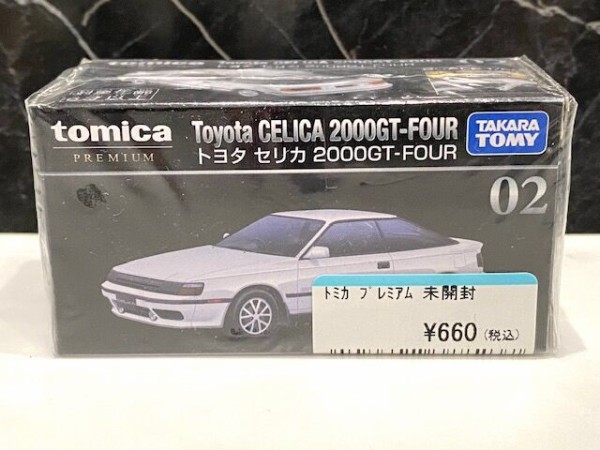 tomica
PREMIUM
Toyota CELICA 2000GT-FOUR
トヨタ セリカ 2000GT-FOUR
TAKARA
TOMY
02
ﾄﾐｶ ﾌﾟﾚﾐｱﾑ 未開封
¥660(税込)